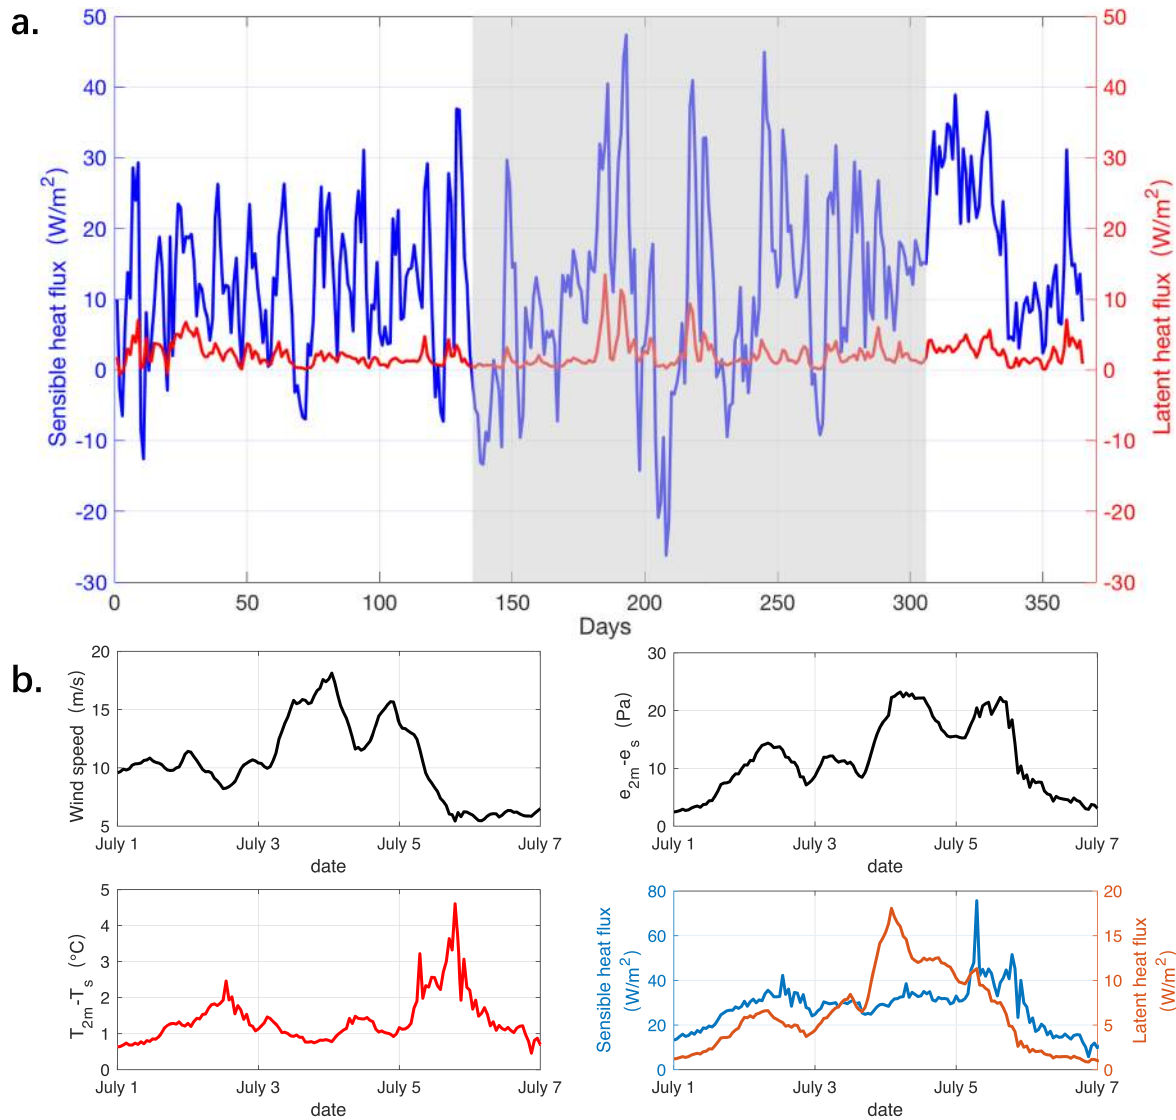 a.
50
40
30
20
10
0
-10
-20
-30
Sensible heat flux (W/m²)
50
40
30
20
10
0
-10
-20
-30
Latent heat flux (W/m²)
0 50 100 150 200 250 300 350
Days
b.
20
15
10
5
Wind speed (m/s)
July 1 July 3 July 5 July 7
date
30
20
10
0
e2m-es (Pa)
July 1 July 3 July 5 July 7
date
5
4
3
2
1
0
T2m-Ts (°C)
July 1 July 3 July 5 July 7
date
80
60
40
20
0
Sensible heat flux
(W/m²)
20
15
10
5
0
Latent heat flux
(W/m²)
July 1 July 3 July 5 July 7
date